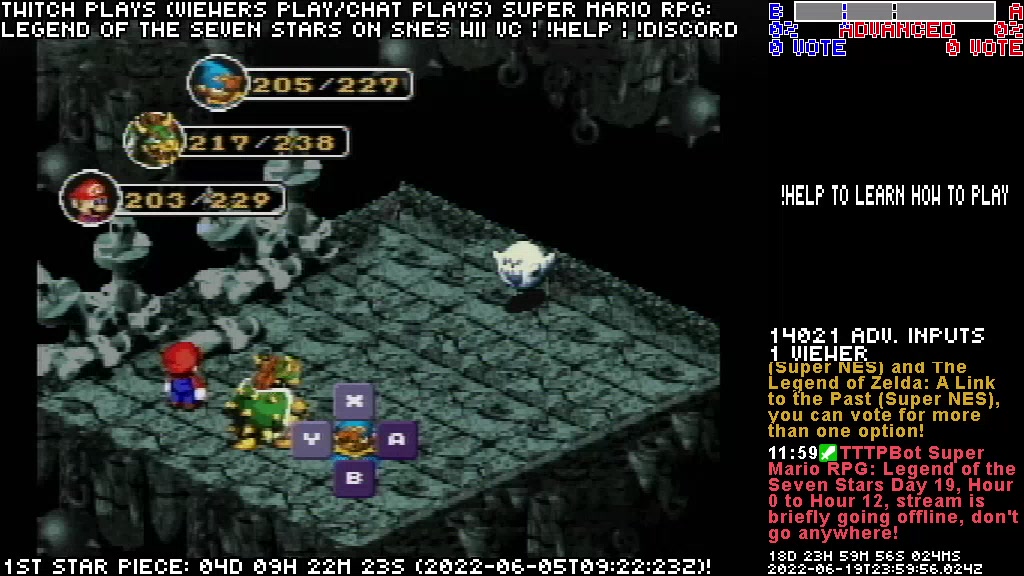 TWITCH PLAYS (VIEWERS PLAY/CHAT PLAYS) SUPER MARIO RPG:
LEGEND OF THE SEVEN STARS ON SNES WII VC ¦ !HELP ¦ !DISCORD
B A
0% ADVANCED 0%
0 VOTE 0 VOTE
205/227
217/238
203/229
!HELP TO LEARN HOW TO PLAY
X
Y A
B
14021 ADV. INPUTS
1 VIEWER
(Super NES) and The
Legend of Zelda: A Link
to the Past (Super NES),
you can vote for more
than one option!
11:59 TTTPBot Super
Mario RPG: Legend of the
Seven Stars Day 19, Hour
0 to Hour 12, stream is
briefly going offline, don't
go anywhere!
18D 23H 59M 56S 024MS
2022-06-19T23:59:56.024Z
1ST STAR PIECE: 04D 09H 22M 23S (2022-06-05T09:22:23Z)!